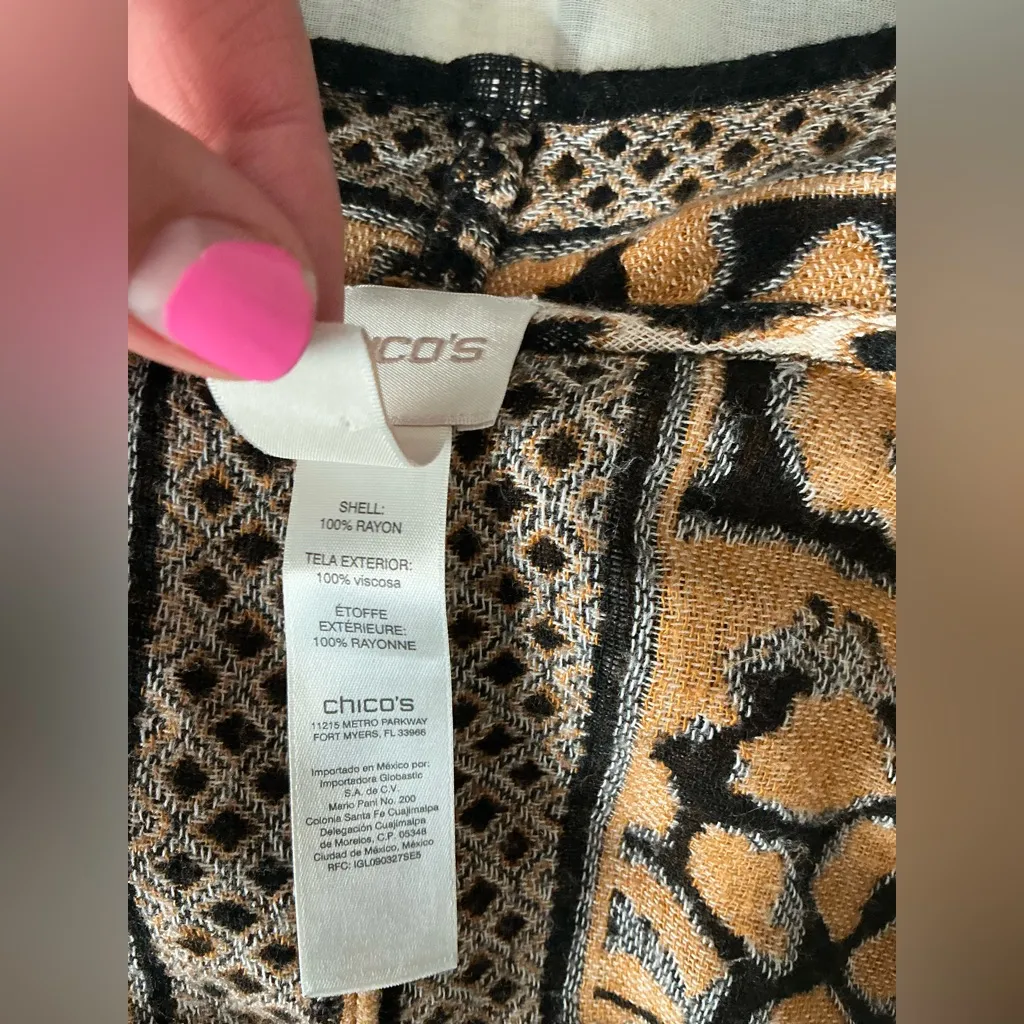 ico's
SHELL:
100% RAYON
TELA EXTERIOR:
100% viscosa
ÉTOFFE
EXTÉRIEURE:
100% RAYONNE
chico's
11215 METRO PARKWAY
FORT MYERS, FL 33966
Importado en México por:
Importadora Globastic
S.A. de C.V.
Mario Pani No. 200
Colonia Santa Fe Cuajimalpa
Delegación Cuajimalpa
de Morelos, C.P. 05348
Ciudad de México, México
RFC: IGL090327SE5